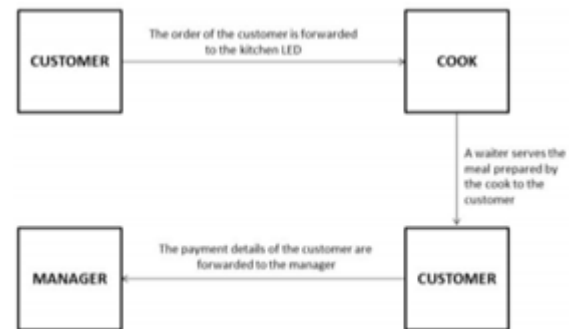 CUSTOMER
The order of the customer is forwarded
to the kitchen LED
COOK
A waiter serves the
meal prepared by
the cook to the
customer
MANAGER
The payment details of the customer are
forwarded to the manager
CUSTOMER